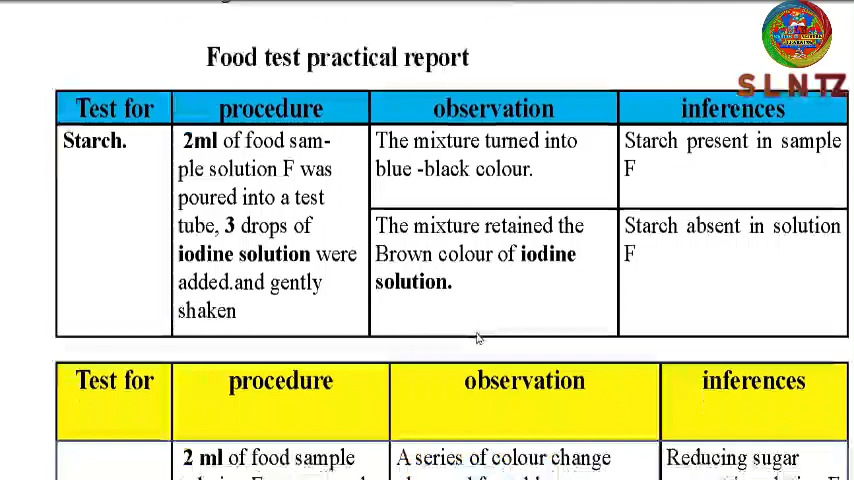 Food test practical report
S L N TZ
Test for procedure observation inferences
Starch.
2ml of food sam-
ple solution F was
poured into a test
tube, 3 drops of
iodine solution were
added.and gently
shaken
The mixture turned into
blue -black colour.
Starch present in sample
F
The mixture retained the
Brown colour of iodine
solution.
Starch absent in solution
F
Test for procedure observation inferences
2 ml of food sample
A series of colour change
Reducing sugar